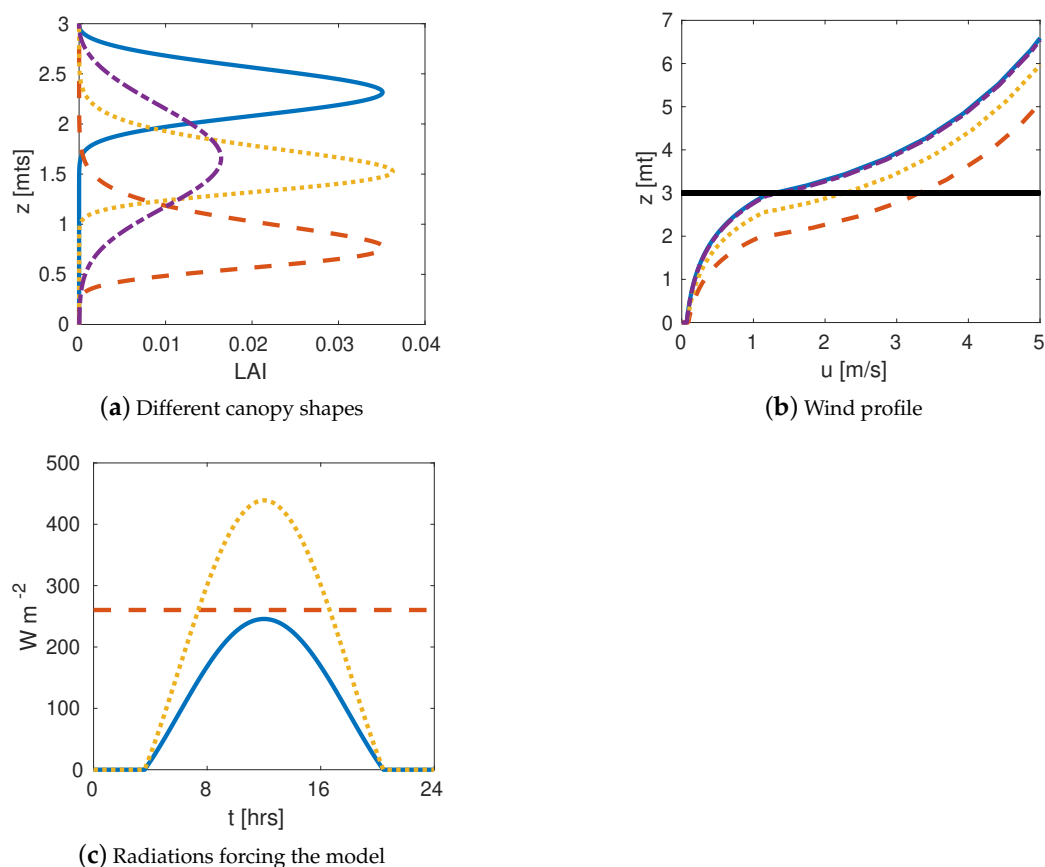 3
2.5
2
1.5
1
0.5
0
z [mts]
0 0.01 0.02 0.03 0.04
LAI
(a) Different canopy shapes
7
6
5
4
3
2
1
0
z [mt]
0 1 2 3 4 5
u [m/s]
(b) Wind profile
500
400
300
200
100
0
W m -2
0 8 16 24
t [hrs]
(c) Radiations forcing the model